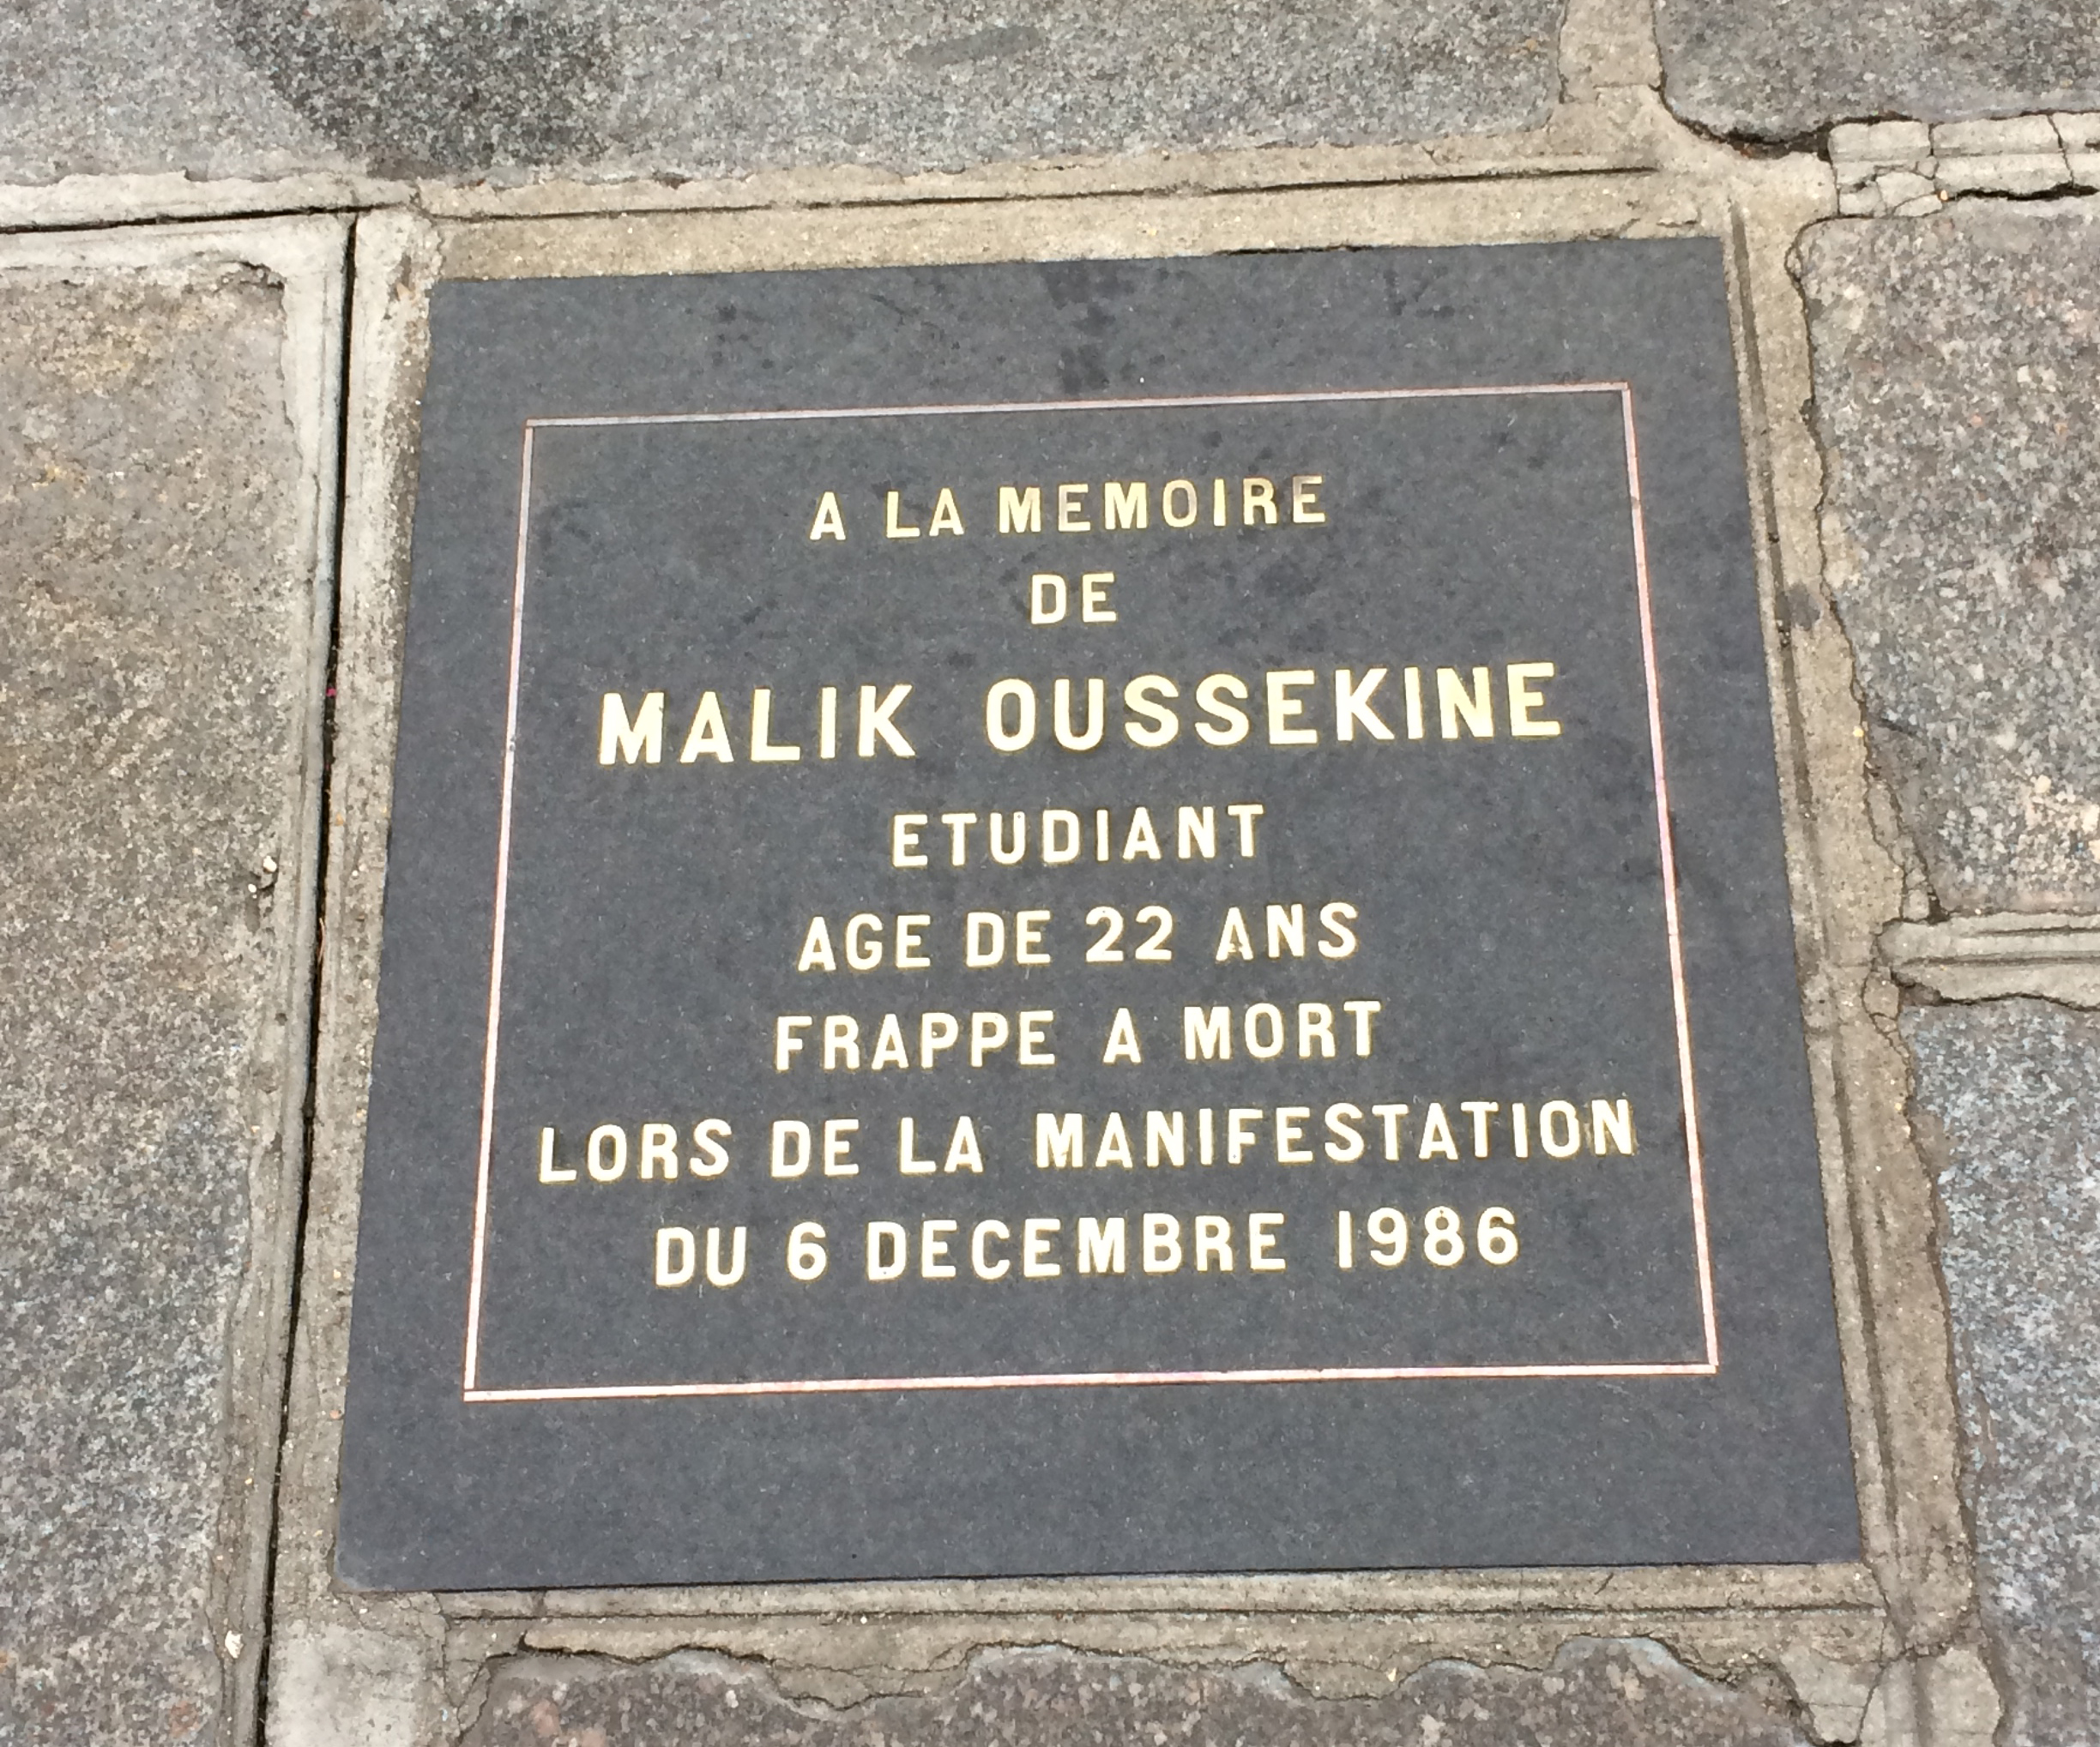 A LA MEMOIRE
DE
MALIK OUSSEKINE
ETUDIANT
AGE DE 22 ANS
FRAPPE A MORT
LORS DE LA MANIFESTATION
DU 6 DECEMBRE 1986